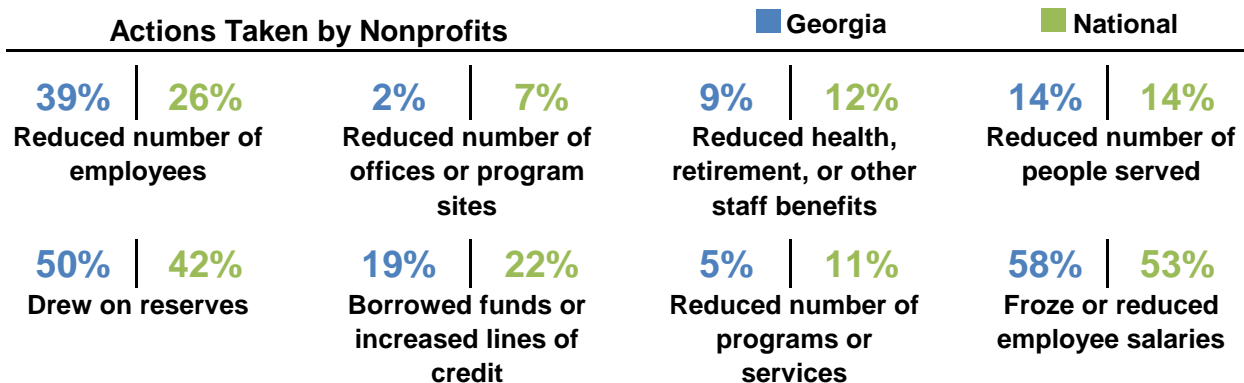 Actions Taken by Nonprofits Georgia National
39% 26% 2% 7% 9% 12% 14% 14%
Reduced number of employees
Reduced number of offices or program sites
Reduced health, retirement, or other staff benefits
Reduced number of people served
50% 42% 19% 22% 5% 11% 58% 53%
Drew on reserves
Borrowed funds or increased lines of credit
Reduced number of programs or services
Froze or reduced employee salaries